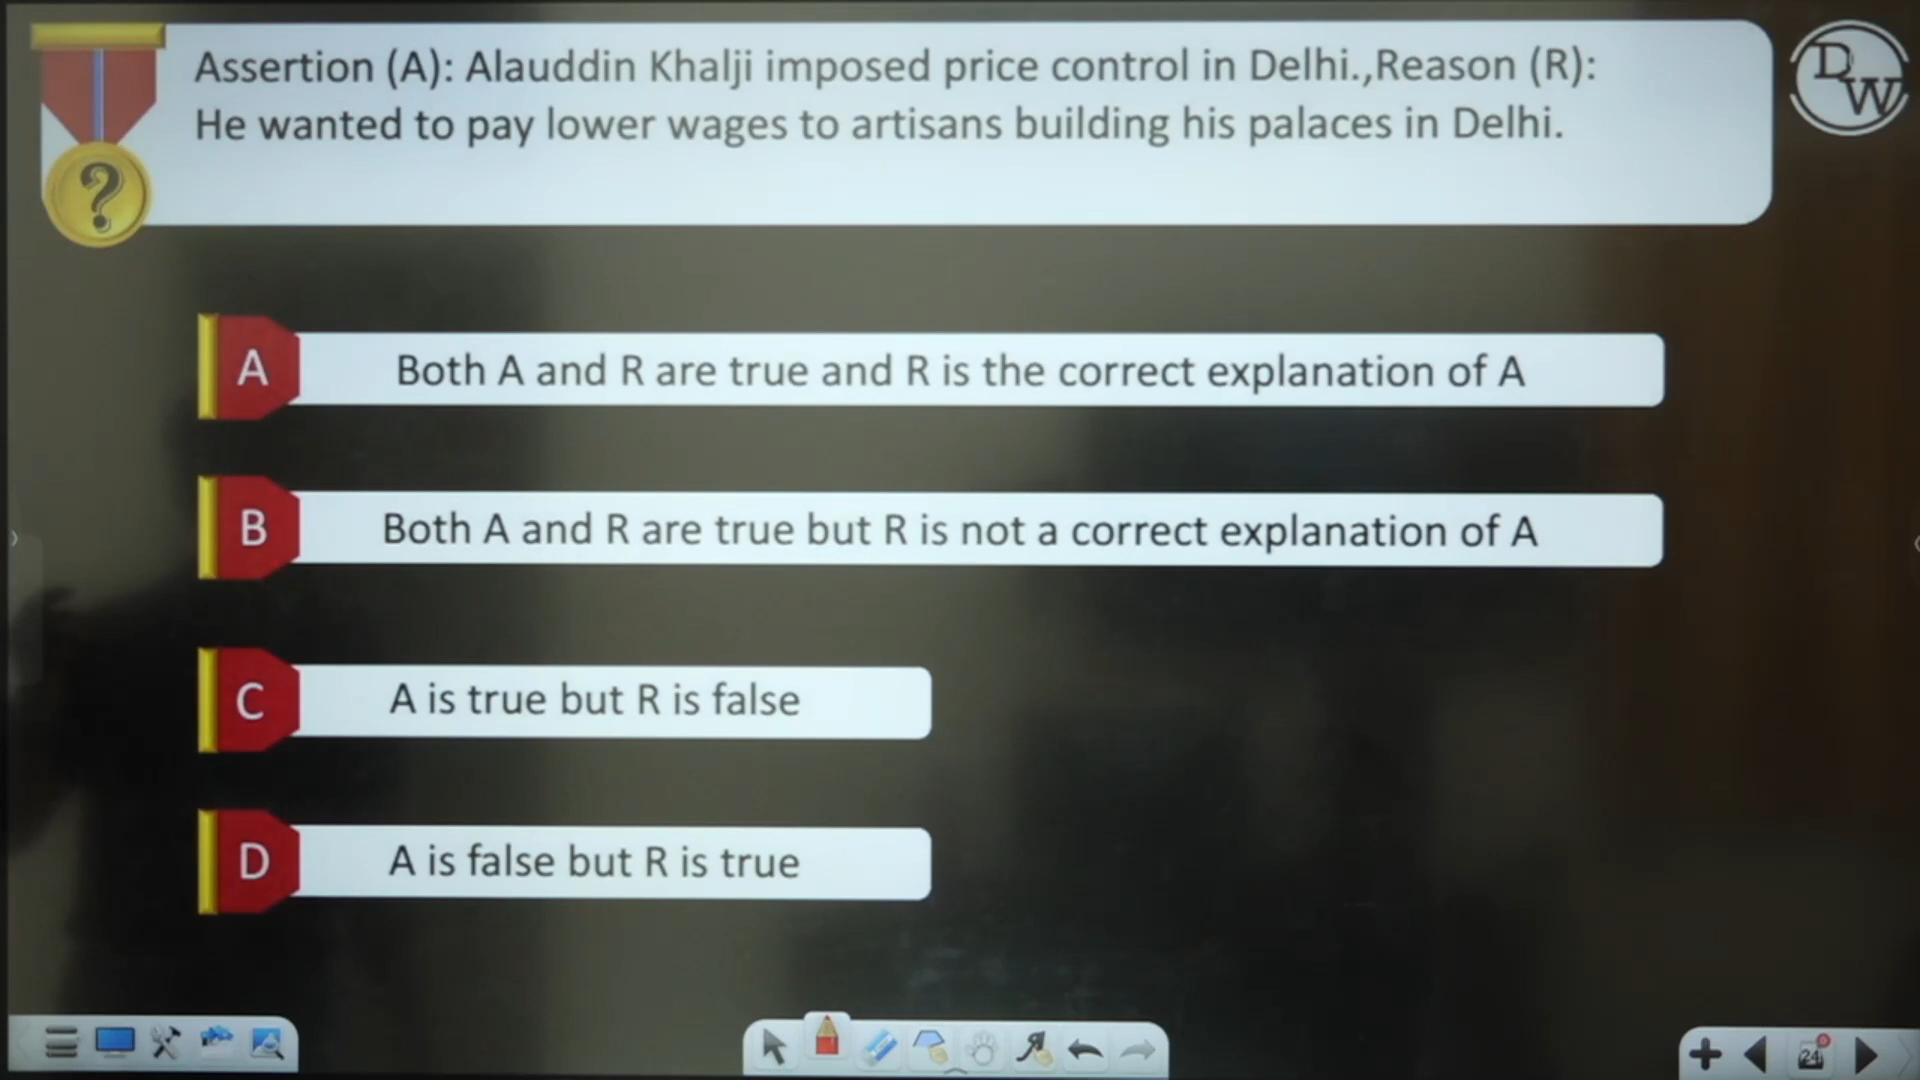 Assertion (A): Alauddin Khalji imposed price control in Delhi.,Reason (R):
He wanted to pay lower wages to artisans building his palaces in Delhi.
DW
?
A Both A and R are true and R is the correct explanation of A
B Both A and R are true but R is not a correct explanation of A
C A is true but R is false
D A is false but R is true
24